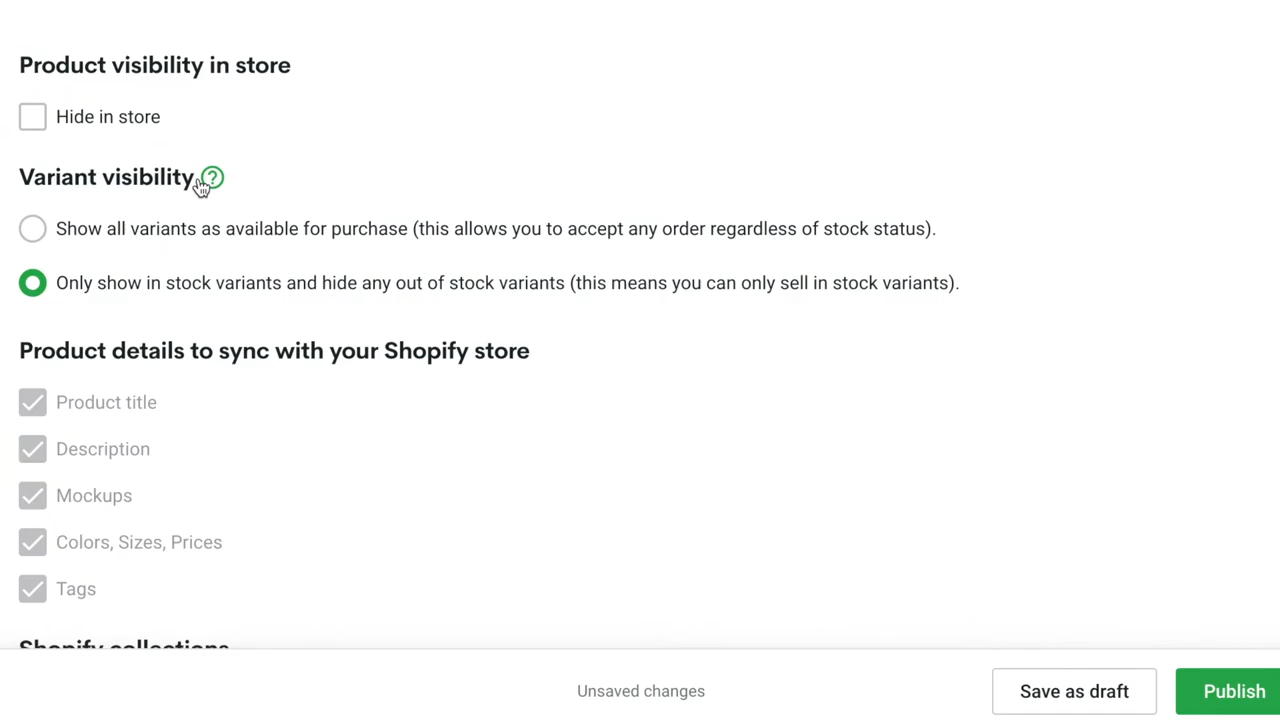 Product visibility in store
Hide in store
Variant visibility ?
Show all variants as available for purchase (this allows you to accept any order regardless of stock status).
Only show in stock variants and hide any out of stock variants (this means you can only sell in stock variants).
Product details to sync with your Shopify store
Product title
Description
Mockups
Colors, Sizes, Prices
Tags
Shopify collections
Unsaved changes
Save as draft
Publish